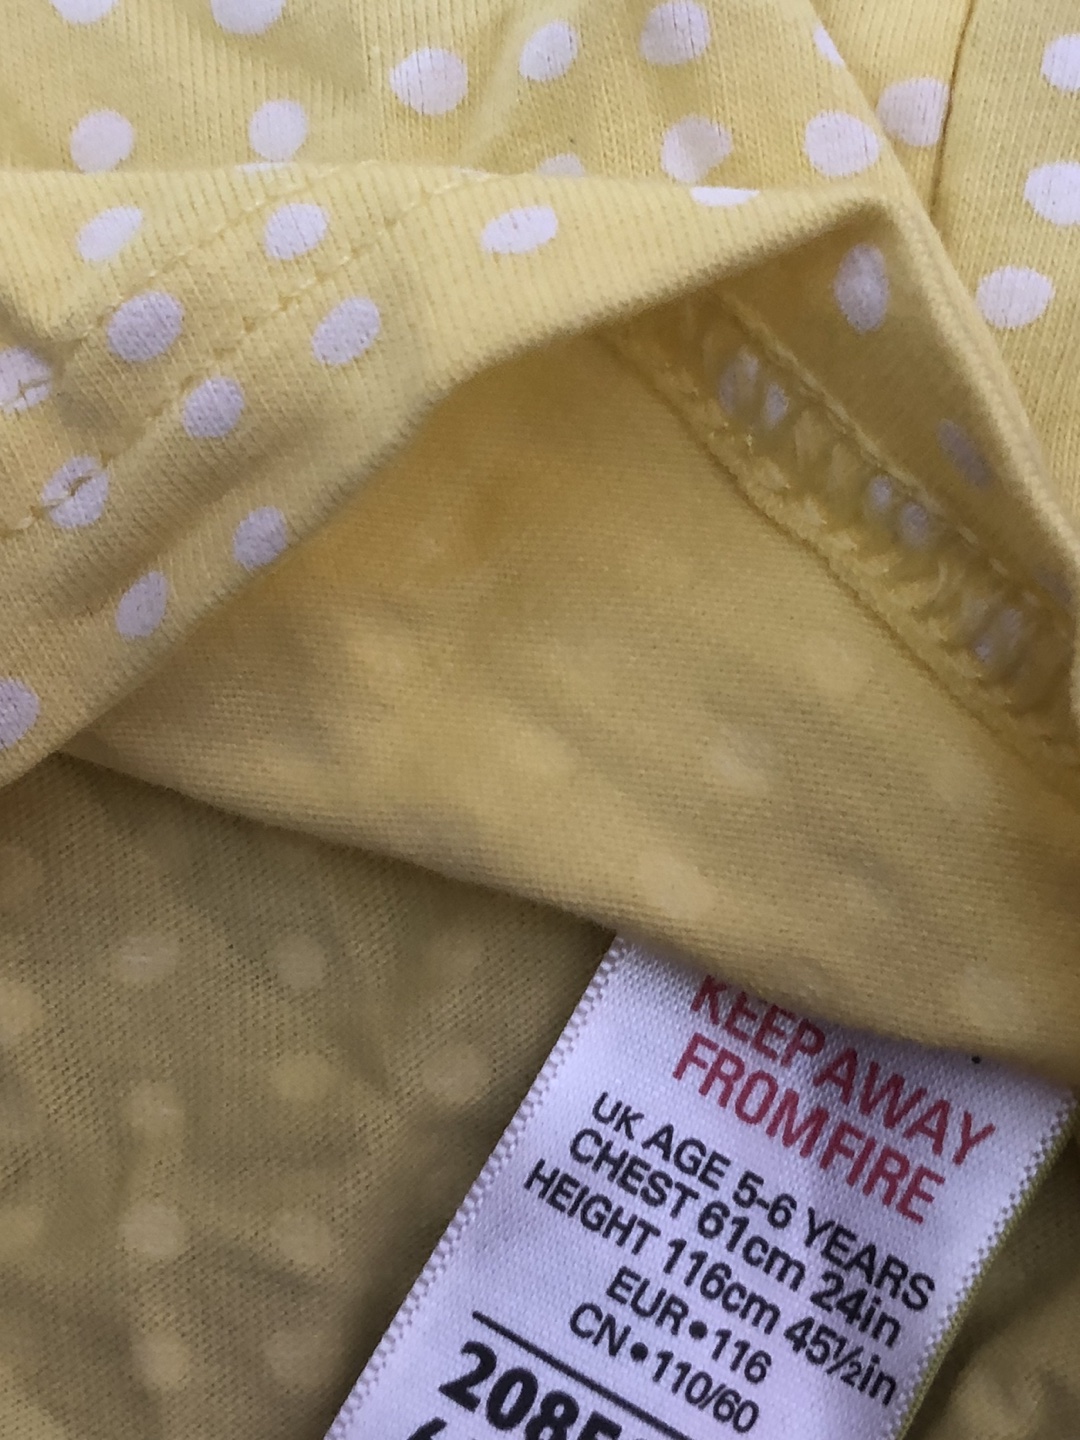 KEEP AWAY
FROM FIRE
UK AGE 5-6 YEARS
CHEST 61cm 24in
HEIGHT 116cm 45½in
EUR•116
CN•110/60